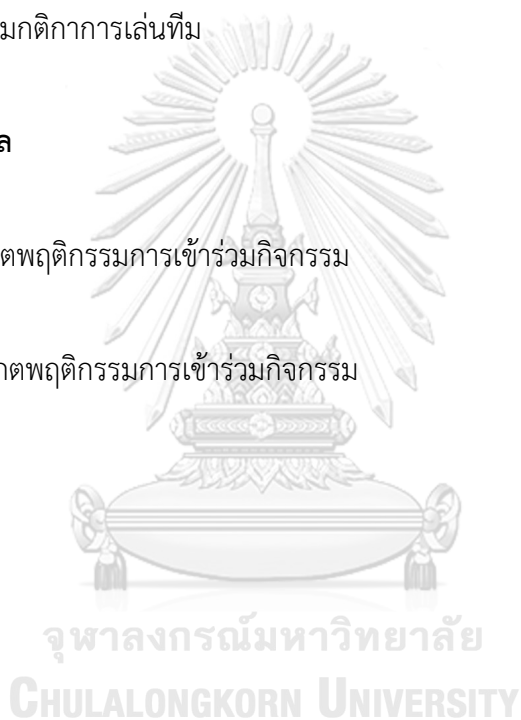 มกติกาการเล่นทีม
ล
ตพฤติกรรมการเข้าร่วมกิจกรรม
กตพฤติกรรมการเข้าร่วมกิจกรรม
จุฬาลงกรณ์มหาวิทยาลัย
CHULALONGKORN UNIVERSITY